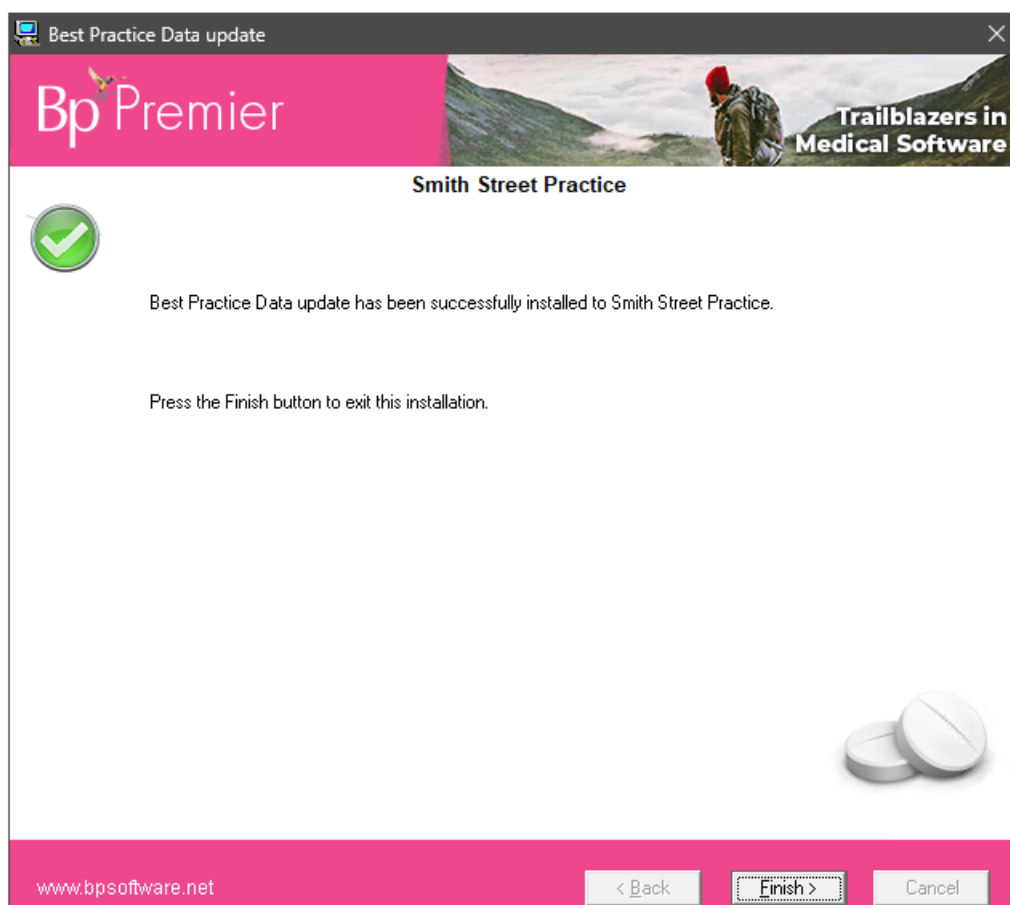 Best Practice Data update
Bp Premier
Trailblazers in
Medical Software
Smith Street Practice
Best Practice Data update has been successfully installed to Smith Street Practice.
Press the Finish button to exit this installation.
www.bpsoftware.net
< Back
Finish >
Cancel